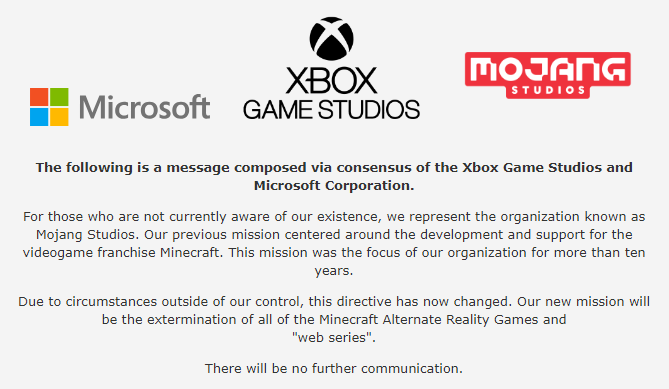 Microsoft
XBOX
GAME STUDIOS
MOJANG
STUDIOS
The following is a message composed via consensus of the Xbox Game Studios and
Microsoft Corporation.
For those who are not currently aware of our existence, we represent the organization known as
Mojang Studios. Our previous mission centered around the development and support for the
videogame franchise Minecraft. This mission was the focus of our organization for more than ten
years.
Due to circumstances outside of our control, this directive has now changed. Our new mission will
be the extermination of all of the Minecraft Alternate Reality Games and
"web series".
There will be no further communication.